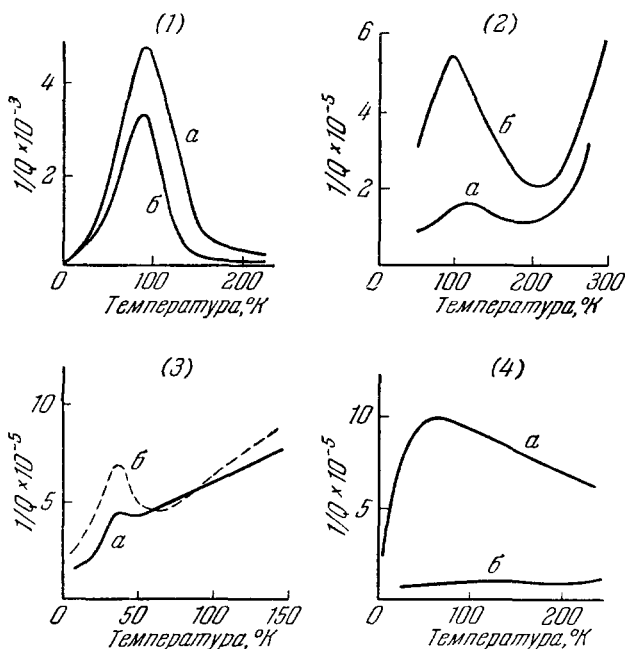 (1)
4
2
1/Q × 10⁻³
а
б
0 100 200
Температура,°К
(2)
6
4
2
1/Q × 10⁻⁵
б
а
0 100 200 300
Температура,°К
(3)
10
5
1/Q × 10⁻⁵
б
а
0 50 100 150
Температура,°К
(4)
10
5
1/Q × 10⁻⁵
а
б
0 100 200
Температура,°К